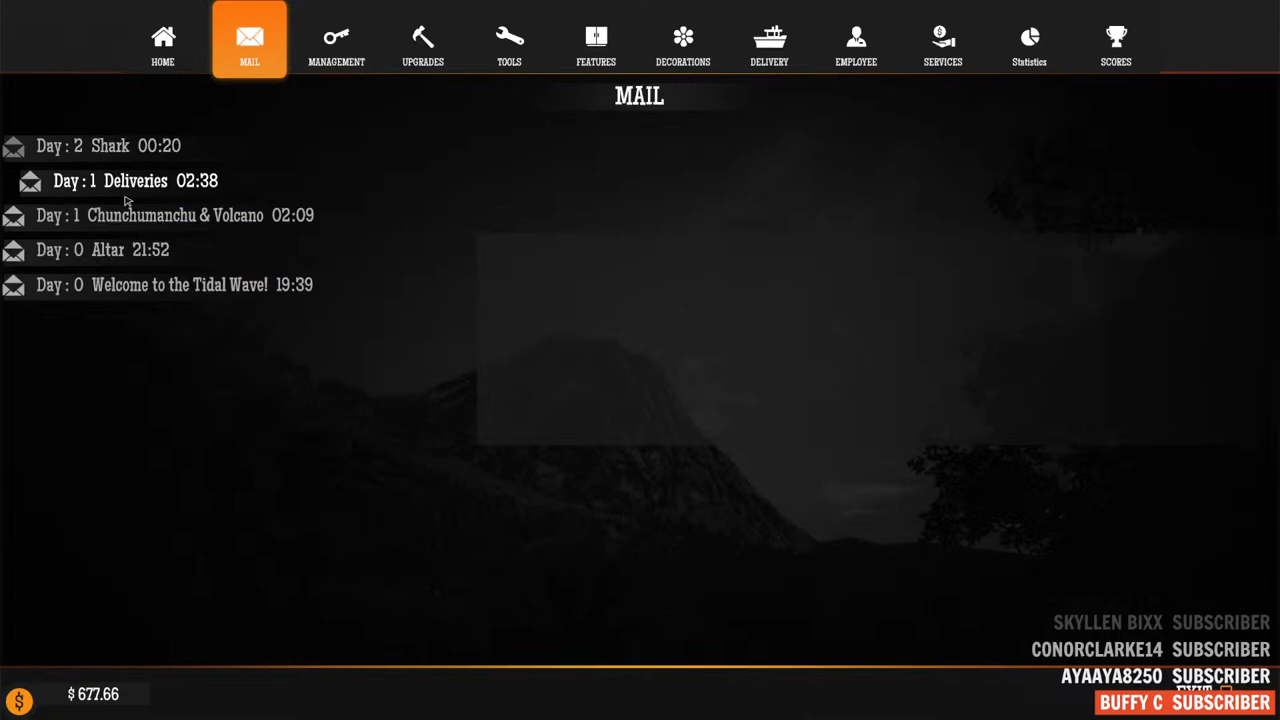 HOME
MAIL
MANAGEMENT
UPGRADES
TOOLS
FEATURES
DECORATIONS
DELIVERY
EMPLOYEE
SERVICES
Statistics
SCORES
MAIL
Day : 2 Shark 00:20
Day : 1 Deliveries 02:38
Day : 1 Chunchumanchu & Volcano 02:09
Day : 0 Altar 21:52
Day : 0 Welcome to the Tidal Wave! 19:39
SKYLLEN BIXX SUBSCRIBER
CONORCLARKE14 SUBSCRIBER
AYAAYA8250 SUBSCRIBER
EXIT
BUFFY C SUBSCRIBER
$ 677.66